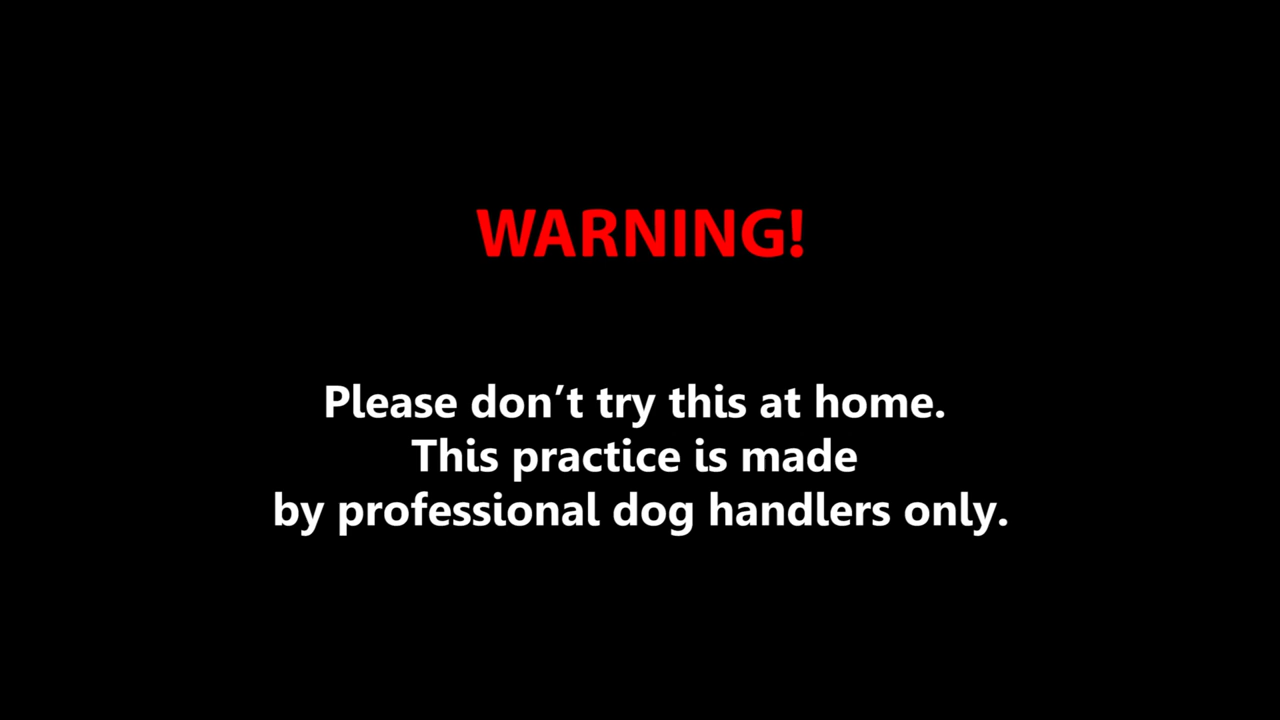 WARNING!
Please don’t try this at home.
This practice is made
by professional dog handlers only.